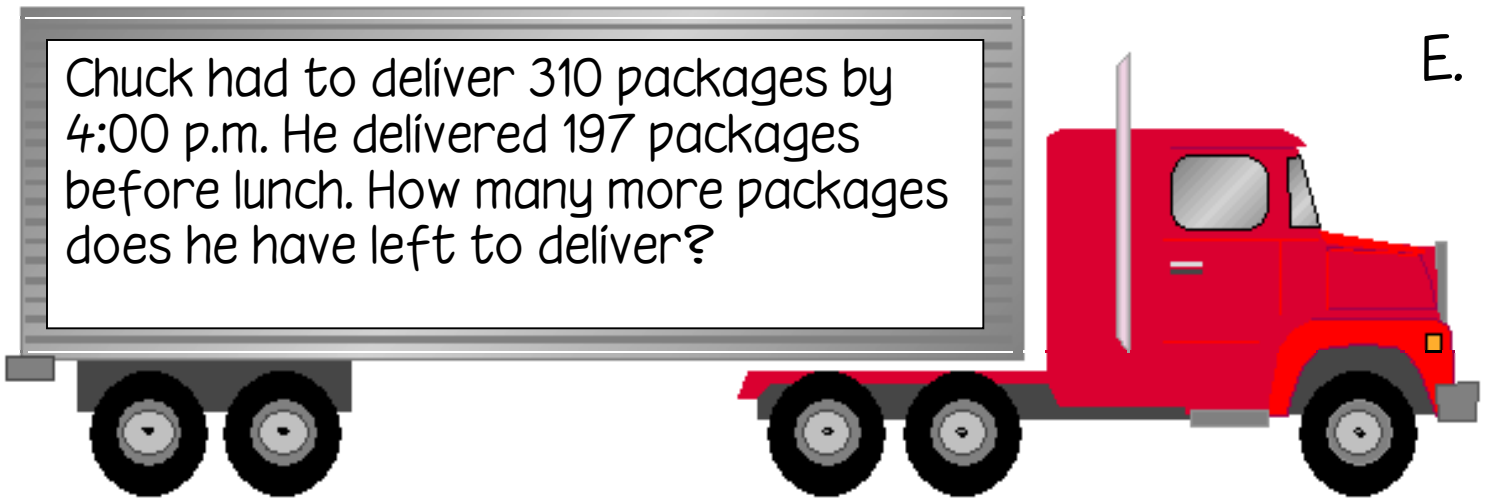 Chuck had to deliver 310 packages by
4:00 p.m. He delivered 197 packages
before lunch. How many more packages
does he have left to deliver?
E.